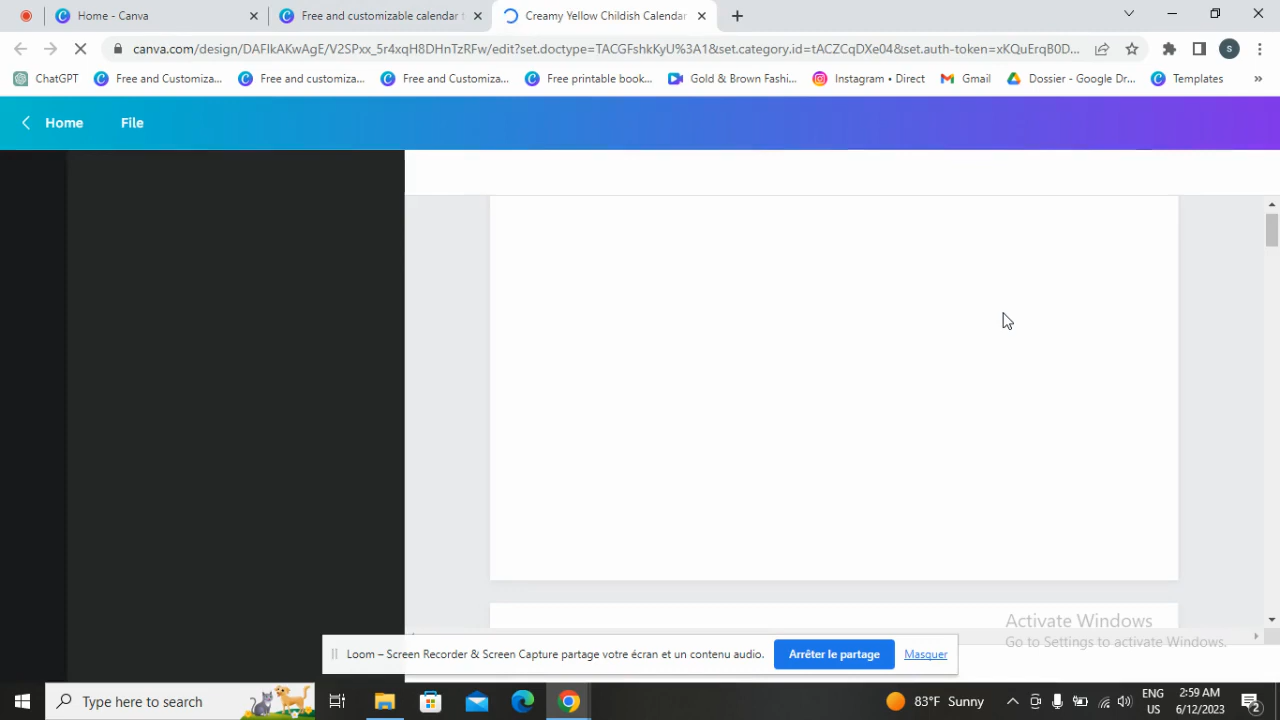 Home - Canva
Free and customizable calendar t
Creamy Yellow Childish Calendar
canva.com/design/DAFlkAKwAgE/V2SPxx_5r4xqH8DHnTzRFw/edit?set.doctype=TACGFshkKyU%3A1&set.category.id=tACZCqDXe04&set.auth-token=xKQuErqB0D...
S
ChatGPT
Free and Customiza...
Free and customiza...
Free and Customiza...
Free printable book...
Gold & Brown Fashi...
Instagram • Direct
Gmail
Dossier - Google Dr...
Templates
»
Home
File
Activate Windows
Go to Settings to activate Windows.
Loom – Screen Recorder & Screen Capture partage votre écran et un contenu audio.
Arrêter le partage
Masquer
Type here to search
83°F Sunny
ENG
US
2:59 AM
6/12/2023
2